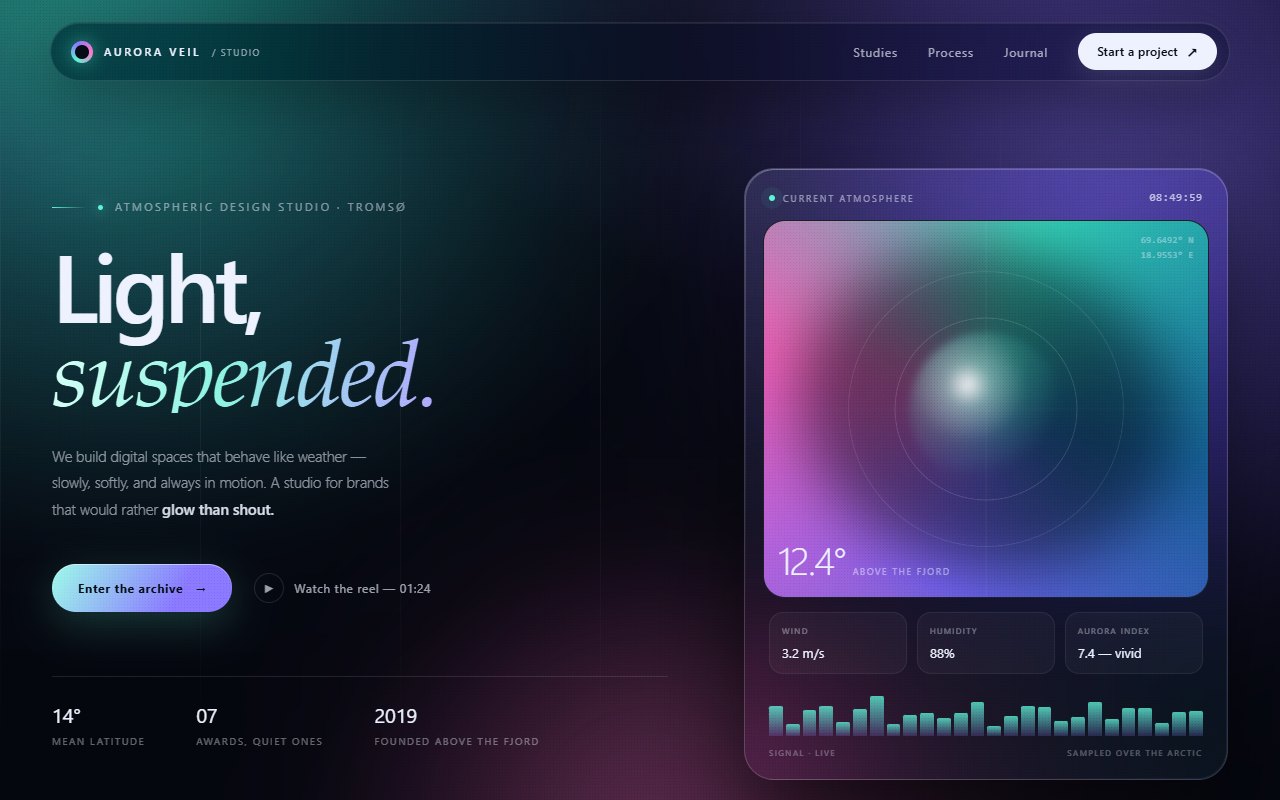 AURORA VEIL / STUDIO
Studies
Process
Journal
Start a project ↗
ATMOSPHERIC DESIGN STUDIO · TROMSØ
Light,
suspended.
We build digital spaces that behave like weather —
slowly, softly, and always in motion. A studio for brands
that would rather glow than shout.
Enter the archive →
Watch the reel — 01:24
14°
MEAN LATITUDE
07
AWARDS, QUIET ONES
2019
FOUNDED ABOVE THE FJORD
CURRENT ATMOSPHERE
08:49:59
69.6492° N
18.9553° E
12.4° ABOVE THE FJORD
WIND
3.2 m/s
HUMIDITY
88%
AURORA INDEX
7.4 — vivid
SIGNAL · LIVE
SAMPLED OVER THE ARCTIC